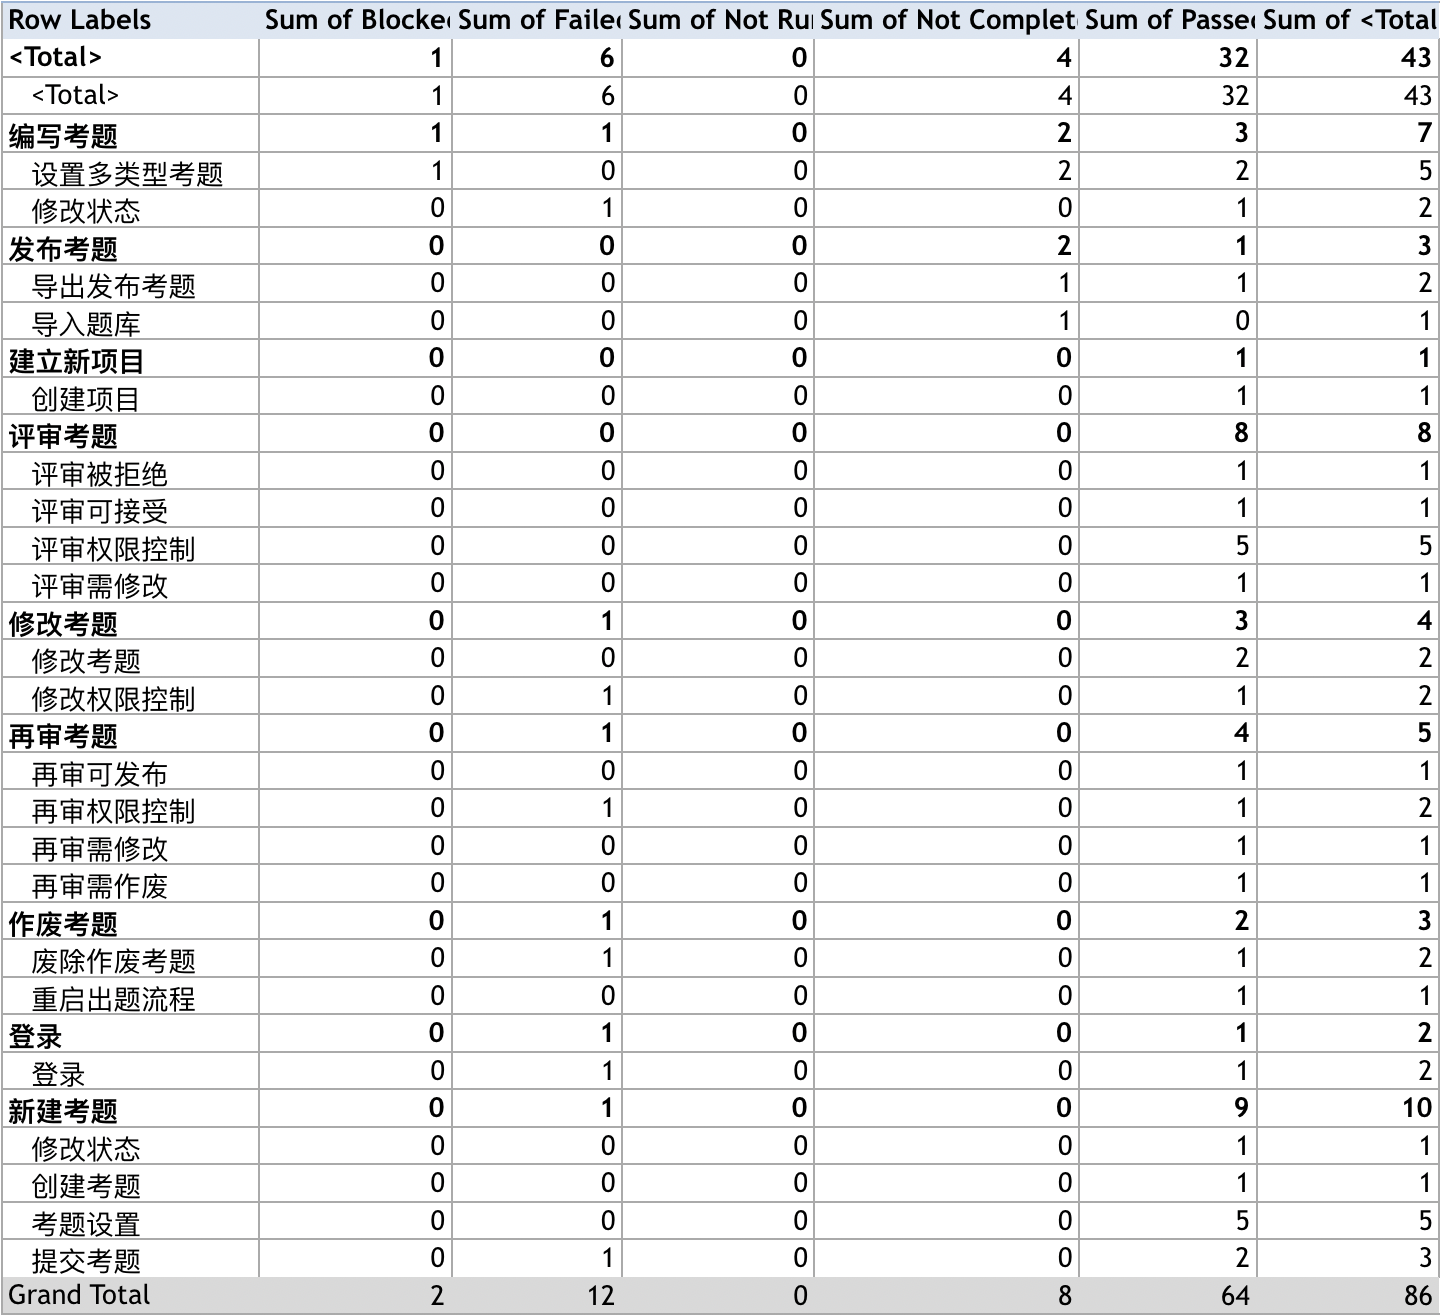 Row Labels Sum of Blocked Sum of Failed Sum of Not Run Sum of Not Complet Sum of Passed Sum of <Total
<Total> 1 6 0 4 32 43
<Total> 1 6 0 4 32 43
编写考题 1 1 0 2 3 7
设置多类型考题 1 0 0 2 2 5
修改状态 0 1 0 0 1 2
发布考题 0 0 0 2 1 3
导出发布考题 0 0 0 1 1 2
导入题库 0 0 0 1 0 1
建立新项目 0 0 0 0 1 1
创建项目 0 0 0 0 1 1
评审考题 0 0 0 0 8 8
评审被拒绝 0 0 0 0 1 1
评审可接受 0 0 0 0 1 1
评审权限控制 0 0 0 0 5 5
评审需修改 0 0 0 0 1 1
修改考题 0 1 0 0 3 4
修改考题 0 0 0 0 2 2
修改权限控制 0 1 0 0 1 2
再审考题 0 1 0 0 4 5
再审可发布 0 0 0 0 1 1
再审权限控制 0 1 0 0 1 2
再审需修改 0 0 0 0 1 1
再审需作废 0 0 0 0 1 1
作废考题 0 1 0 0 2 3
废除作废考题 0 1 0 0 1 2
重启出题流程 0 0 0 0 1 1
登录 0 1 0 0 1 2
登录 0 1 0 0 1 2
新建考题 0 1 0 0 9 10
修改状态 0 0 0 0 1 1
创建考题 0 0 0 0 1 1
考题设置 0 0 0 0 5 5
提交考题 0 1 0 0 2 3
Grand Total 2 12 0 8 64 86